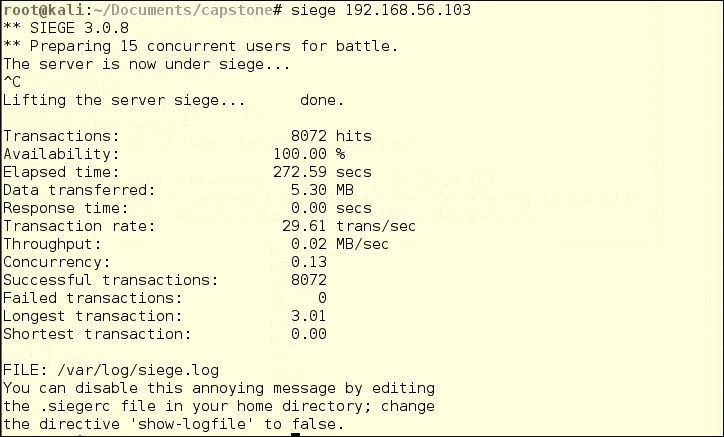 root@kali:~/Documents/capstone# siege 192.168.56.103
** SIEGE 3.0.8
** Preparing 15 concurrent users for battle.
The server is now under siege...
^C
Lifting the server siege...      done.

Transactions:                   8072 hits
Availability:                 100.00 %
Elapsed time:                 272.59 secs
Data transferred:               5.30 MB
Response time:                  0.00 secs
Transaction rate:              29.61 trans/sec
Throughput:                     0.02 MB/sec
Concurrency:                    0.13
Successful transactions:        8072
Failed transactions:               0
Longest transaction:            3.01
Shortest transaction:           0.00

FILE: /var/log/siege.log
You can disable this annoying message by editing
the .siegerc file in your home directory; change
the directive 'show-logfile' to false.